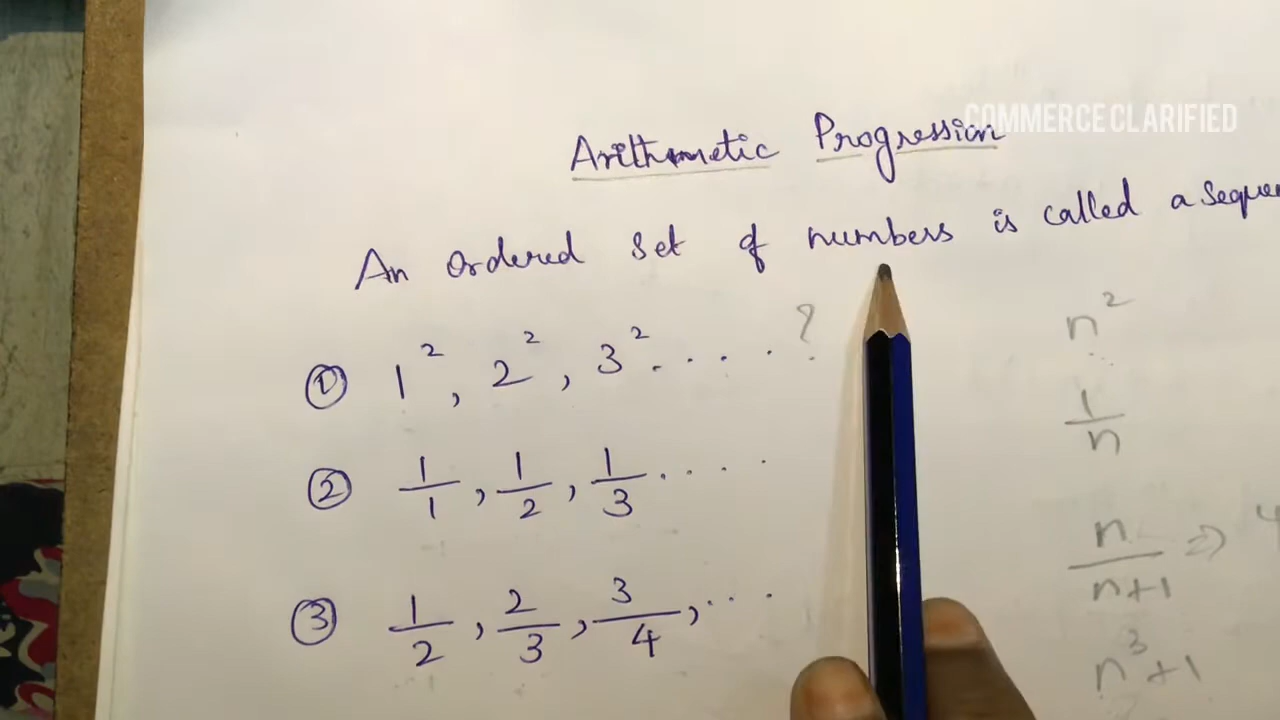 COMMERCE CLARIFIED
Arithmetic Progression
An ordered set of numbers is called a Seque
① 1², 2², 3². . . . ?
n²
1/n
② 1/1, 1/2, 1/3 . . . .
n/n+1 => 4
③ 1/2, 2/3, 3/4, . . .
n³+1